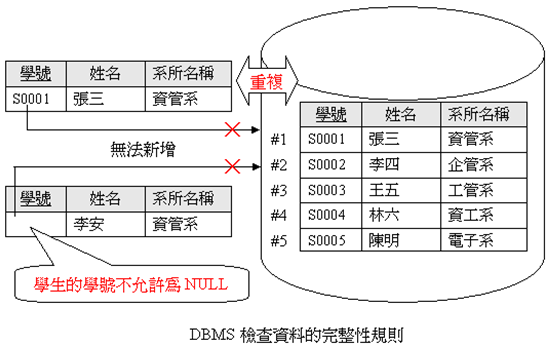 學號 姓名 系所名稱
S0001 張三 資管系
重複
無法新增
學號 姓名 系所名稱
李安 資管系
學生的學號不允許為 NULL
學號 姓名 系所名稱
#1 S0001 張三 資管系
#2 S0002 李四 企管系
#3 S0003 王五 工管系
#4 S0004 林六 資工系
#5 S0005 陳明 電子系
DBMS 檢查資料的完整性規則